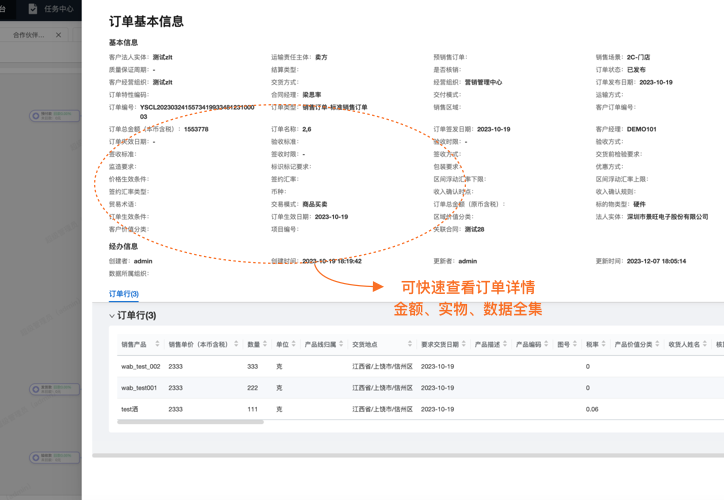 台 任务中心
合作伙伴... ×
订单基本信息
基本信息
客户法人实体: 测试zlt 运输责任主体: 卖方 预销售订单: 销售场景: 2C-门店
质量保证周期: - 结算类型: 是否核销: 订单状态: 已发布
客户经营组织: 测试zlt 交货方式: 经营组织: 营销管理中心 订单发布日期: 2023-10-19
订单特性编码: 合同经理: 梁思率 交付模式: 运输方式:
订单编号: YSCL2023032415573419933481231000 订单类型: 销售订单-标准销售订单 销售区域: 客户订单编号:
03
订单总金额（本币含税）: 1553778 订单名称: 2,6 订单签发日期: 2023-10-19 客户经理: DEMO101
订单失效日期: - 验收标准: 验收时限: - 验收方式:
签收标准: 签收时限: - 签收方式: 交货前检验要求:
监造要求: 标识标记要求: 包装要求: 优惠方式:
价格生效条件: 签约汇率: 区间浮动汇率下限: 区间浮动汇率上限:
签约汇率类型: 币种: 收入确认时点: 收入确认规则:
贸易术语: 交易模式: 商品买卖 订单总金额（原币含税）: 标的物类型: 硬件
订单生效条件: 订单生效日期: 2023-10-19 区域价值分类: 法人实体: 深圳市景旺电子股份有限公司
客户价值分类: 项目编号: 关联合同: 测试28
经办信息
创建者: admin 创建时间: 2023-10-19 18:19:42 更新者: admin 更新时间: 2023-12-07 18:05:14
数据所属组织:
可快速查看订单详情
金额、实物、数据全集
订单行(3)
订单行(3)
销售产品 销售单价（本币含税） 数量 单位 产品线归属 交货地点 要求交货日期 产品描述 产品编码 图号 税率 产品价值分类 收货人姓名
wab_test_002 2333 333 克 江西省/上饶市/信州区 2023-10-19 0
wab_test001 2333 222 克 江西省/上饶市/信州区 2023-10-19 0
test洒 2333 111 克 江西省/上饶市/信州区 2023-10-19 0.06